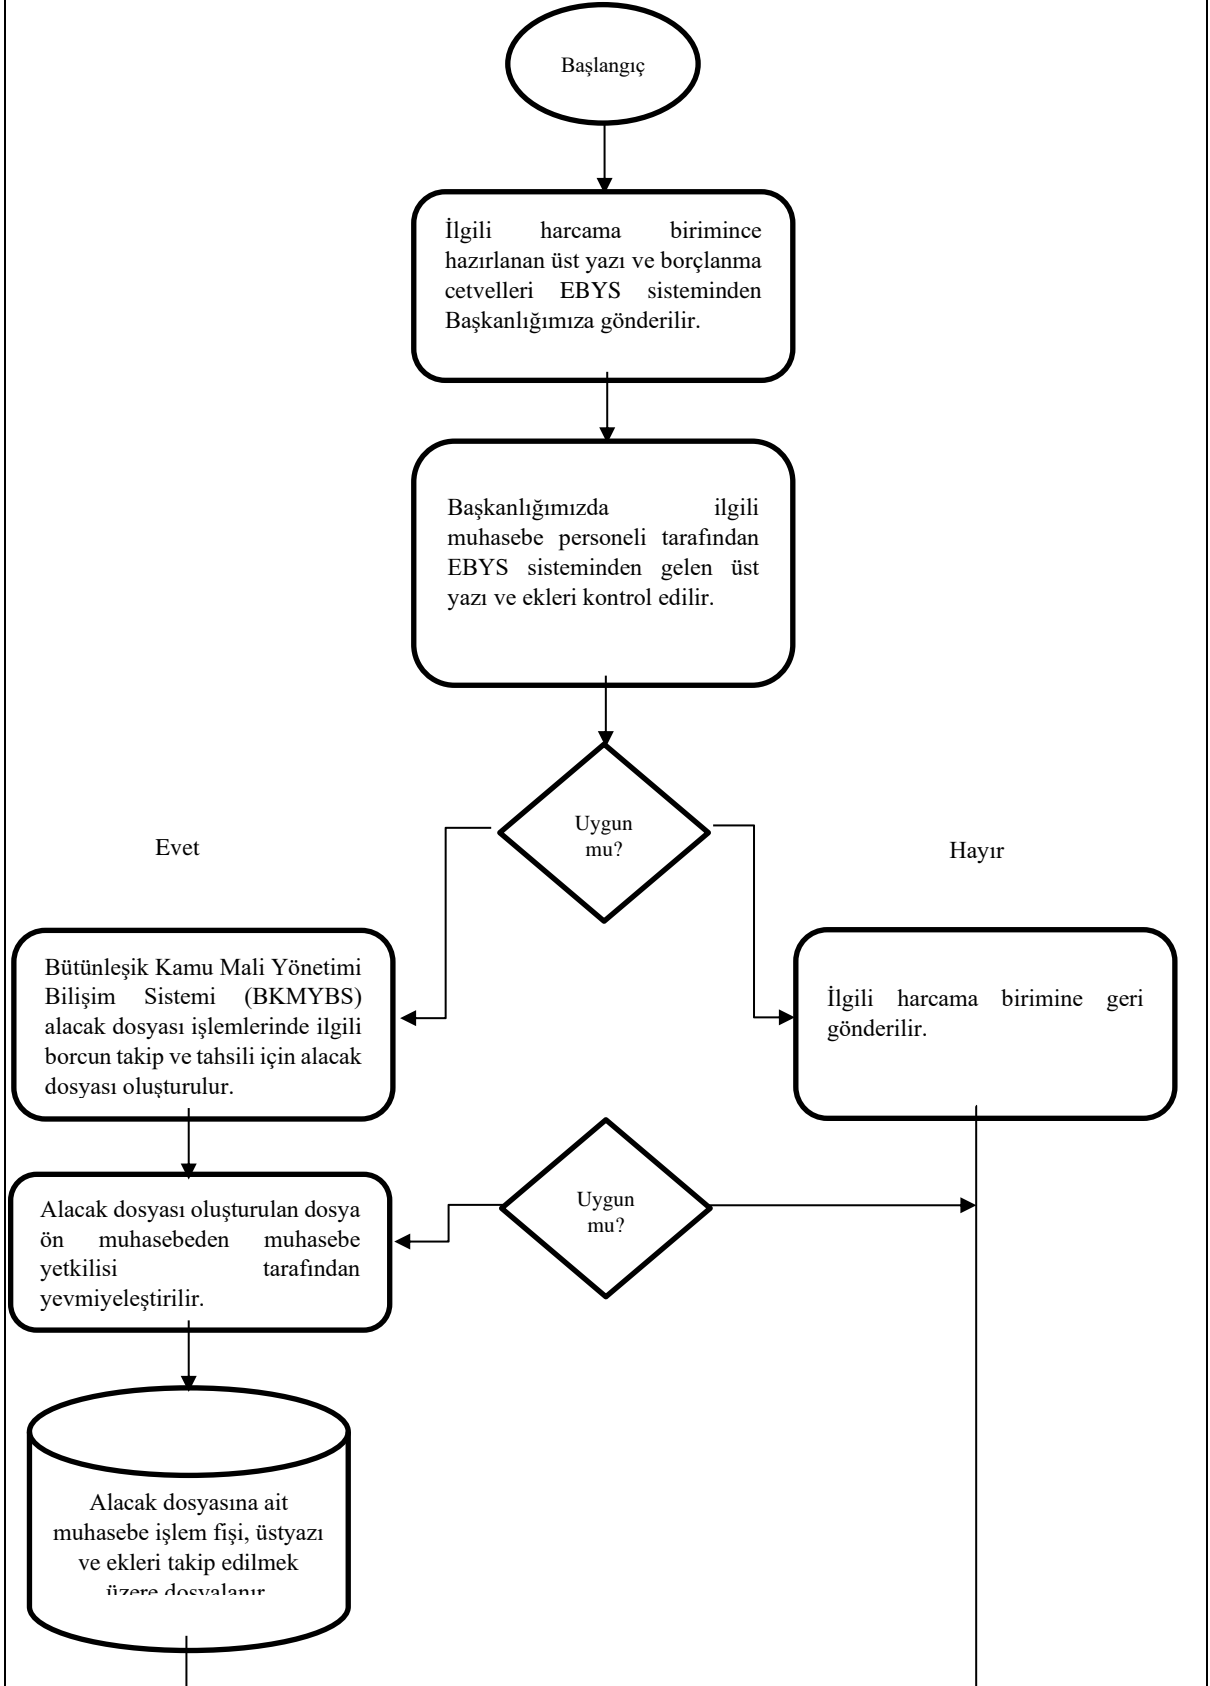 Başlangıç
İlgili harcama birimince
hazırlanan üst yazı ve borçlanma
cetvelleri EBYS sisteminden
Başkanlığımıza gönderilir.
Başkanlığımızda ilgili
muhasebe personeli tarafından
EBYS sisteminden gelen üst
yazı ve ekleri kontrol edilir.
Uygun
mu?
Evet
Hayır
Bütünleşik Kamu Mali Yönetimi
Bilişim Sistemi (BKMYBS)
alacak dosyası işlemlerinde ilgili
borcun takip ve tahsili için alacak
dosyası oluşturulur.
İlgili harcama birimine geri
gönderilir.
Uygun
mu?
Alacak dosyası oluşturulan dosya
ön muhasebeden muhasebe
yetkilisi tarafından
yevmiyeleştirilir.
Alacak dosyasına ait
muhasebe işlem fişi, üstyazı
ve ekleri takip edilmek
üzere dosyalanır